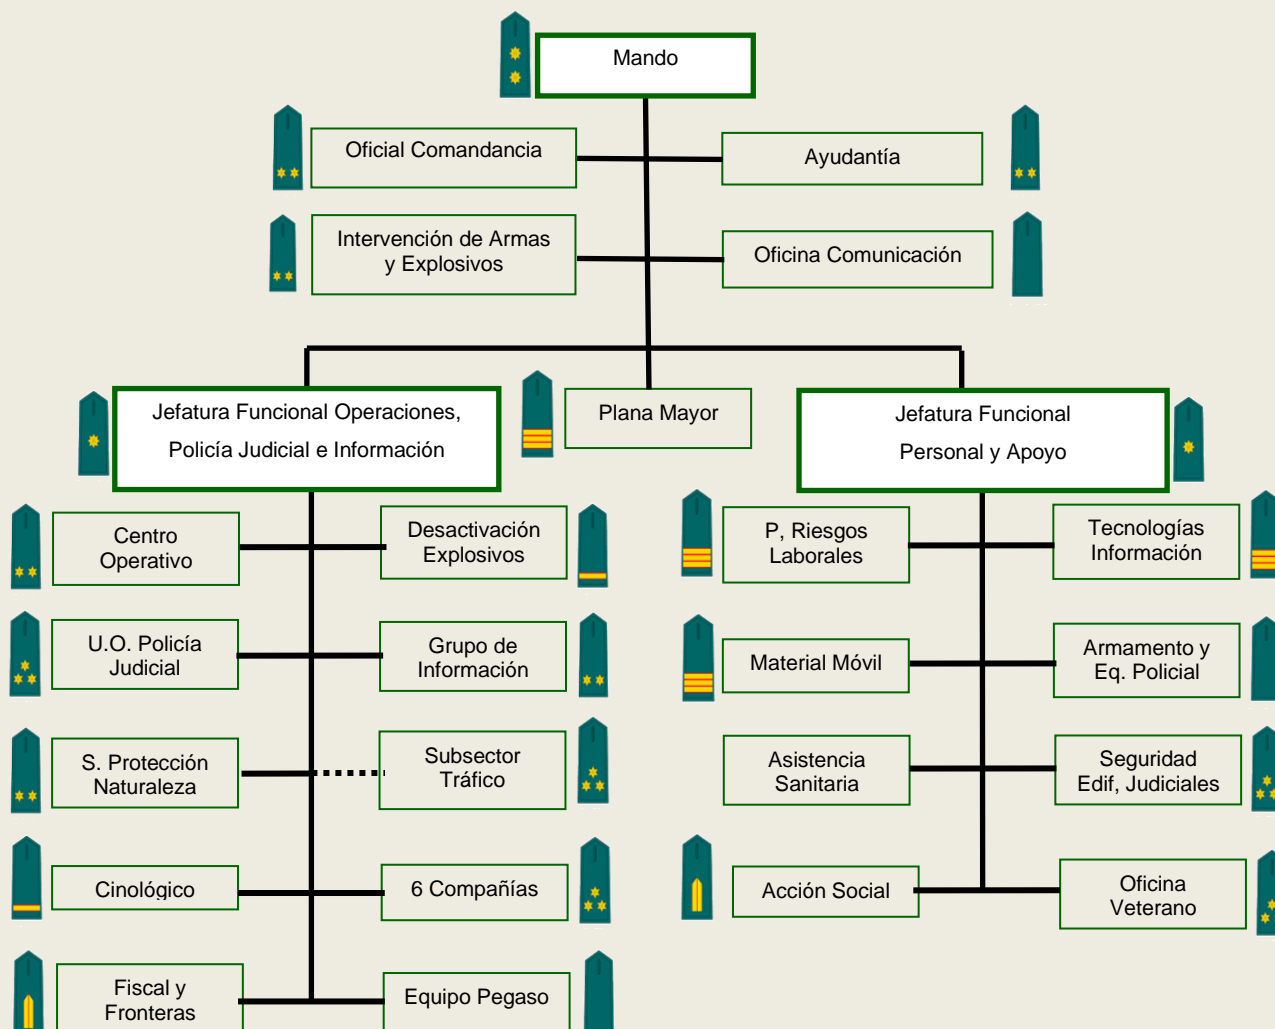 Mando
Oficial Comandancia
Ayudantía
Intervención de Armas
y Explosivos
Oficina Comunicación
Jefatura Funcional Operaciones,
Policía Judicial e Información
Plana Mayor
Jefatura Funcional
Personal y Apoyo
Centro
Operativo
Desactivación
Explosivos
P, Riesgos
Laborales
Tecnologías
Información
U.O. Policía
Judicial
Grupo de
Información
Material Móvil
Armamento y
Eq. Policial
S. Protección
Naturaleza
Subsector
Tráfico
Asistencia
Sanitaria
Seguridad
Edif, Judiciales
Cinológico
6 Compañías
Acción Social
Oficina
Veterano
Fiscal y
Fronteras
Equipo Pegaso